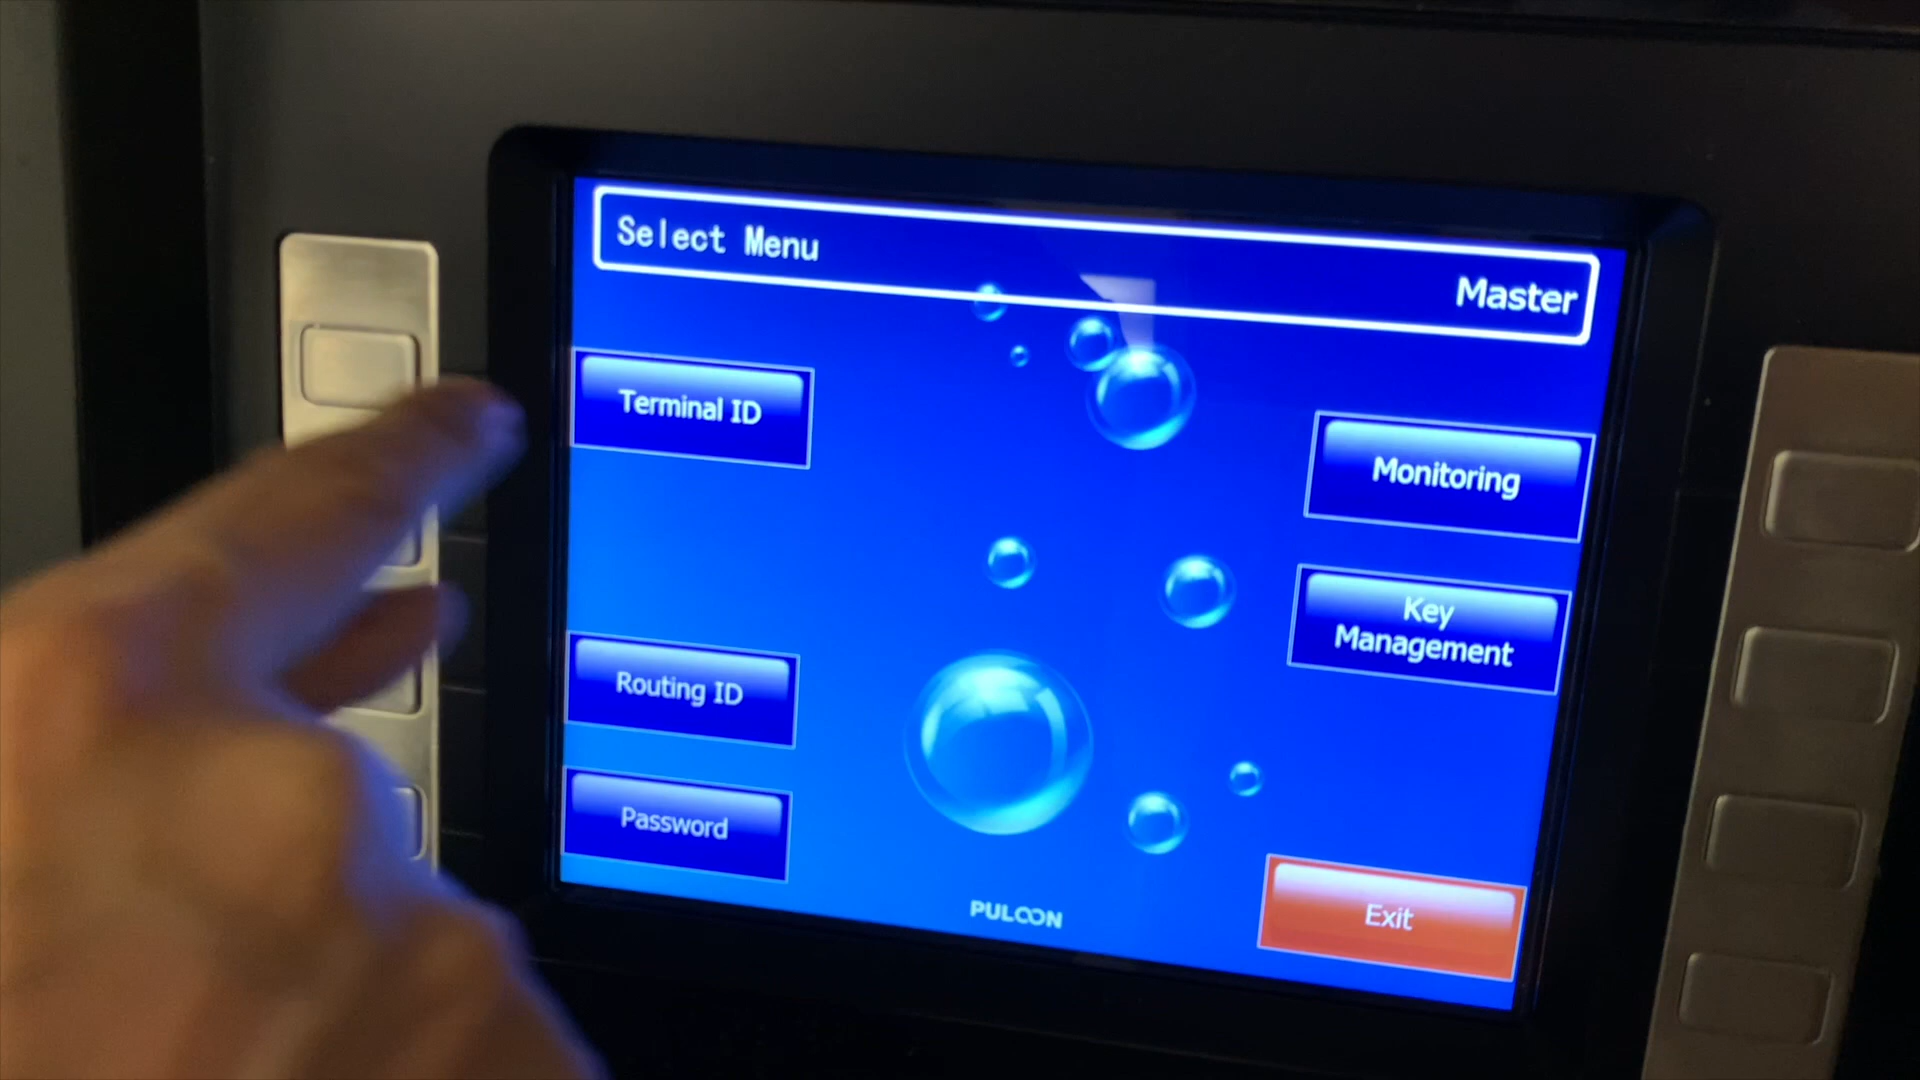 Select Menu
Master
Terminal ID
Monitoring
Key
Management
Routing ID
Password
Exit
PULOON